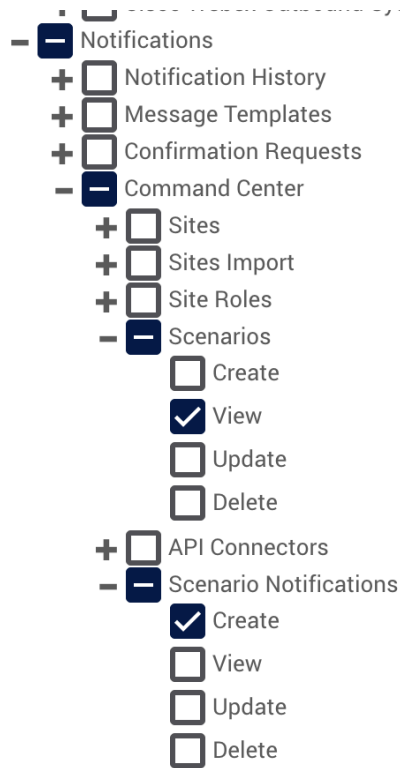 Notifications
Notification History
Message Templates
Confirmation Requests
Command Center
Sites
Sites Import
Site Roles
Scenarios
Create
View
Update
Delete
API Connectors
Scenario Notifications
Create
View
Update
Delete